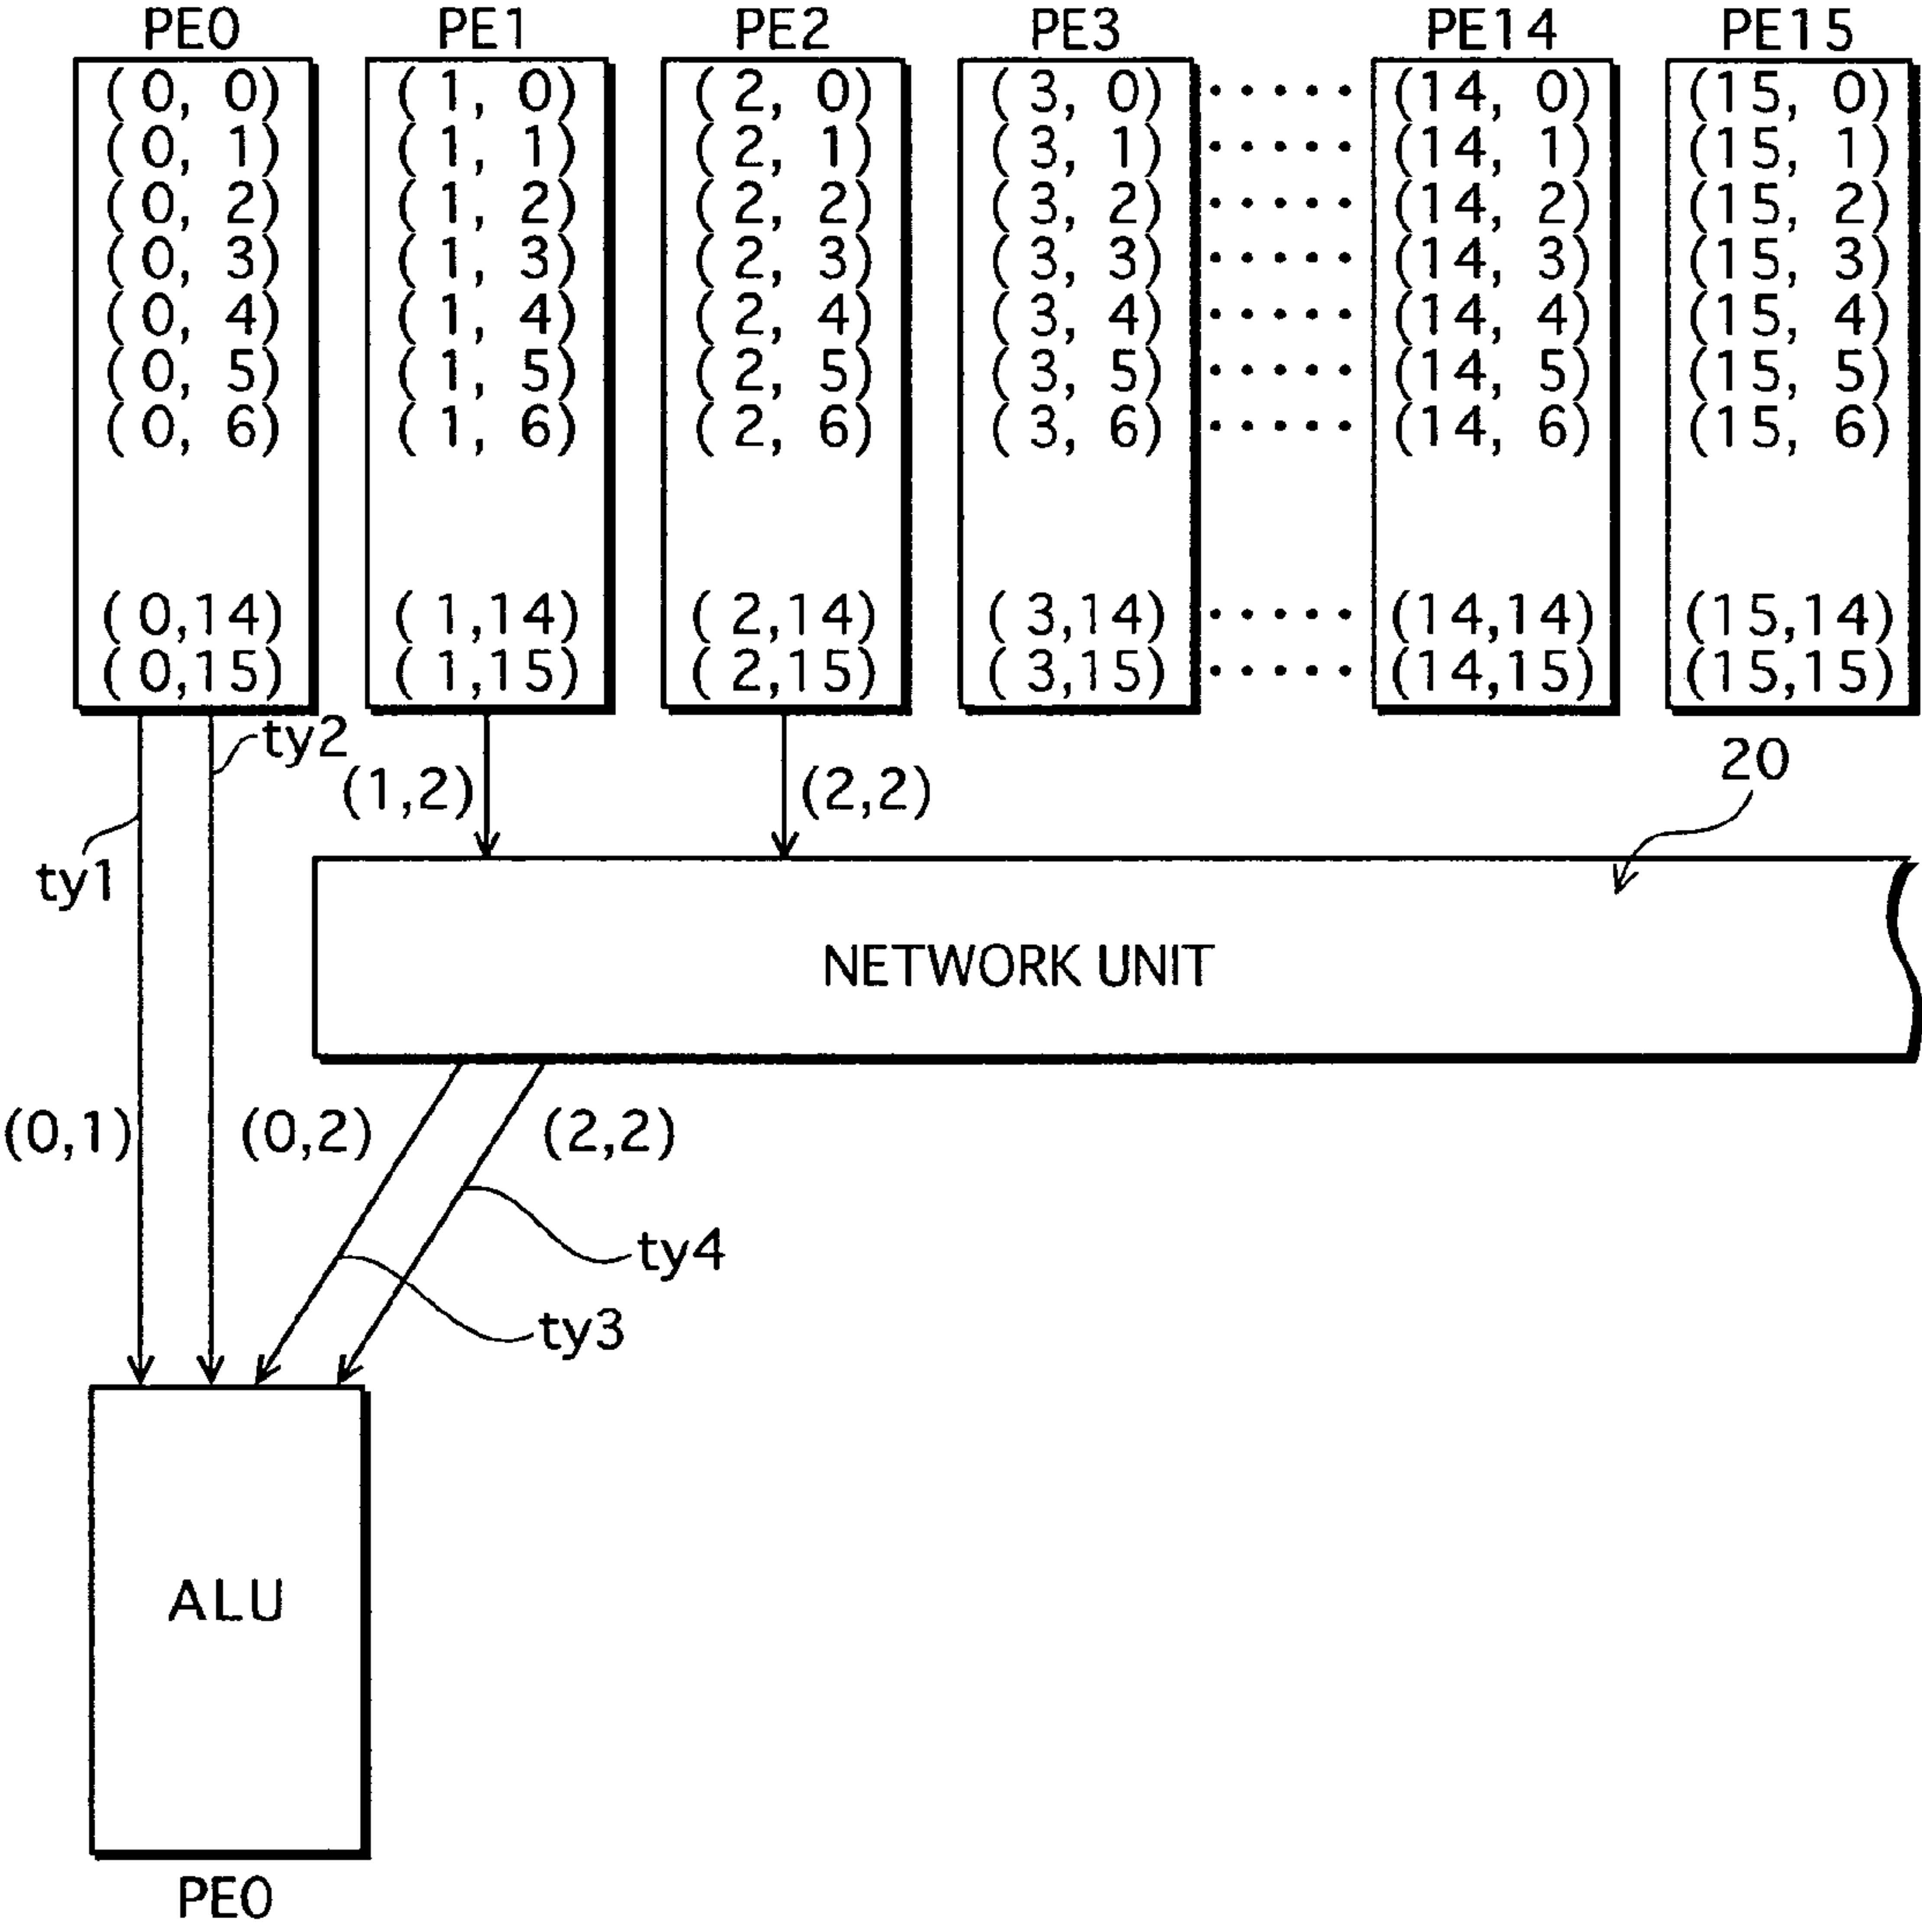 PE0 PE1 PE2 PE3 PE14 PE15
( 0, 0) ( 1, 0) ( 2, 0) ( 3, 0) ····· (14, 0) (15, 0)
( 0, 1) ( 1, 1) ( 2, 1) ( 3, 1) ····· (14, 1) (15, 1)
( 0, 2) ( 1, 2) ( 2, 2) ( 3, 2) ····· (14, 2) (15, 2)
( 0, 3) ( 1, 3) ( 2, 3) ( 3, 3) ····· (14, 3) (15, 3)
( 0, 4) ( 1, 4) ( 2, 4) ( 3, 4) ····· (14, 4) (15, 4)
( 0, 5) ( 1, 5) ( 2, 5) ( 3, 5) ····· (14, 5) (15, 5)
( 0, 6) ( 1, 6) ( 2, 6) ( 3, 6) ····· (14, 6) (15, 6)
( 0,14) ( 1,14) ( 2,14) ( 3,14) ····· (14,14) (15,14)
( 0,15) ( 1,15) ( 2,15) ( 3,15) ····· (14,15) (15,15)
ty2
20
(1,2) (2,2)
ty1
NETWORK UNIT
(0,1) (0,2) (2,2)
ty4
ty3
ALU
PE0